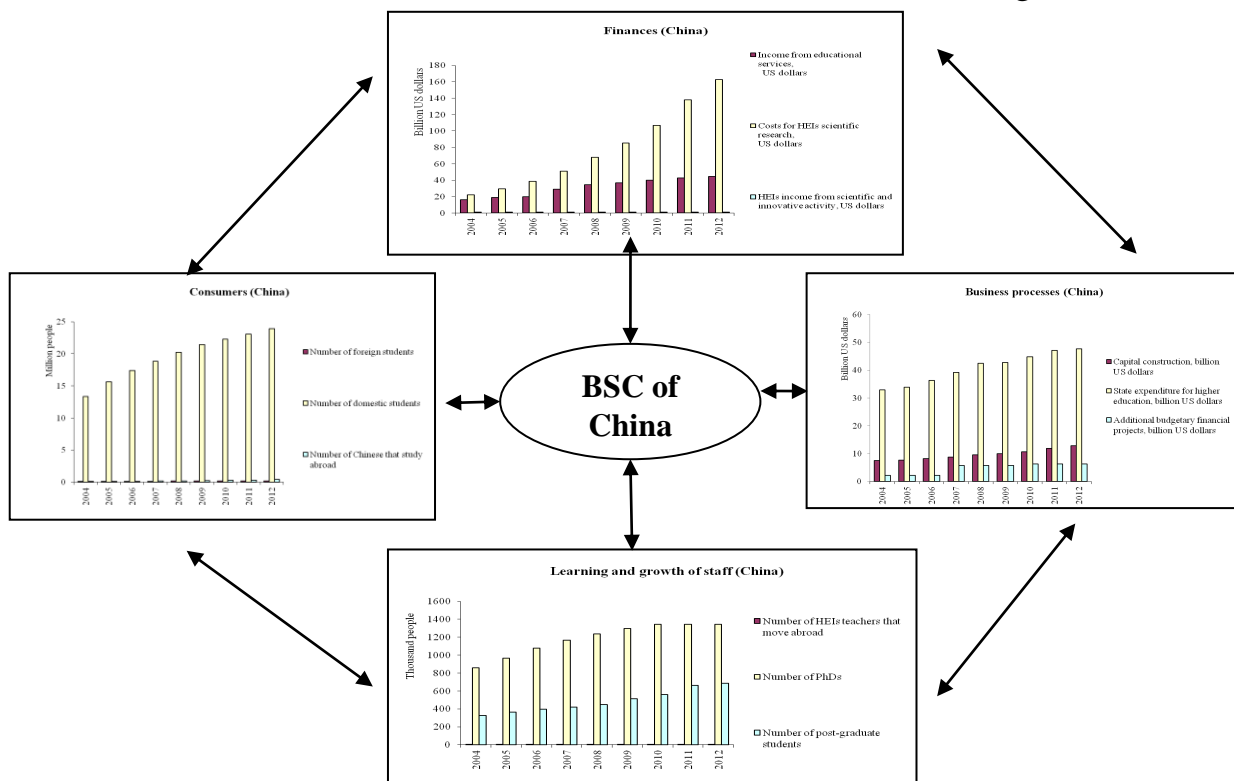 Finances (China)
Billion US dollars
180
160
140
120
100
80
60
40
20
0
2004
2005
2006
2007
2008
2009
2010
2011
2012
Income from educational
services,
US dollars
Costs for HEIs scientific
research,
US dollars
HEIs income from scientific and
innovative activity, US dollars
Consumers (China)
Million people
25
20
15
10
5
0
2004
2005
2006
2007
2008
2009
2010
2011
2012
Number of foreign students
Number of domestic students
Number of Chinese that study
abroad
BSC of
China
Business processes (China)
Billion US dollars
60
50
40
30
20
10
0
2004
2005
2006
2007
2008
2009
2010
2011
2012
Capital construction, billion
US dollars
State expenditure for higher
education, billion US dollars
Additional budgetary financial
projects, billion US dollars
Learning and growth of staff (China)
Thousand people
1600
1400
1200
1000
800
600
400
200
0
2004
2005
2006
2007
2008
2009
2010
2011
2012
Number of HEIs teachers that
move abroad
Number of PhDs
Number of post-graduate
students